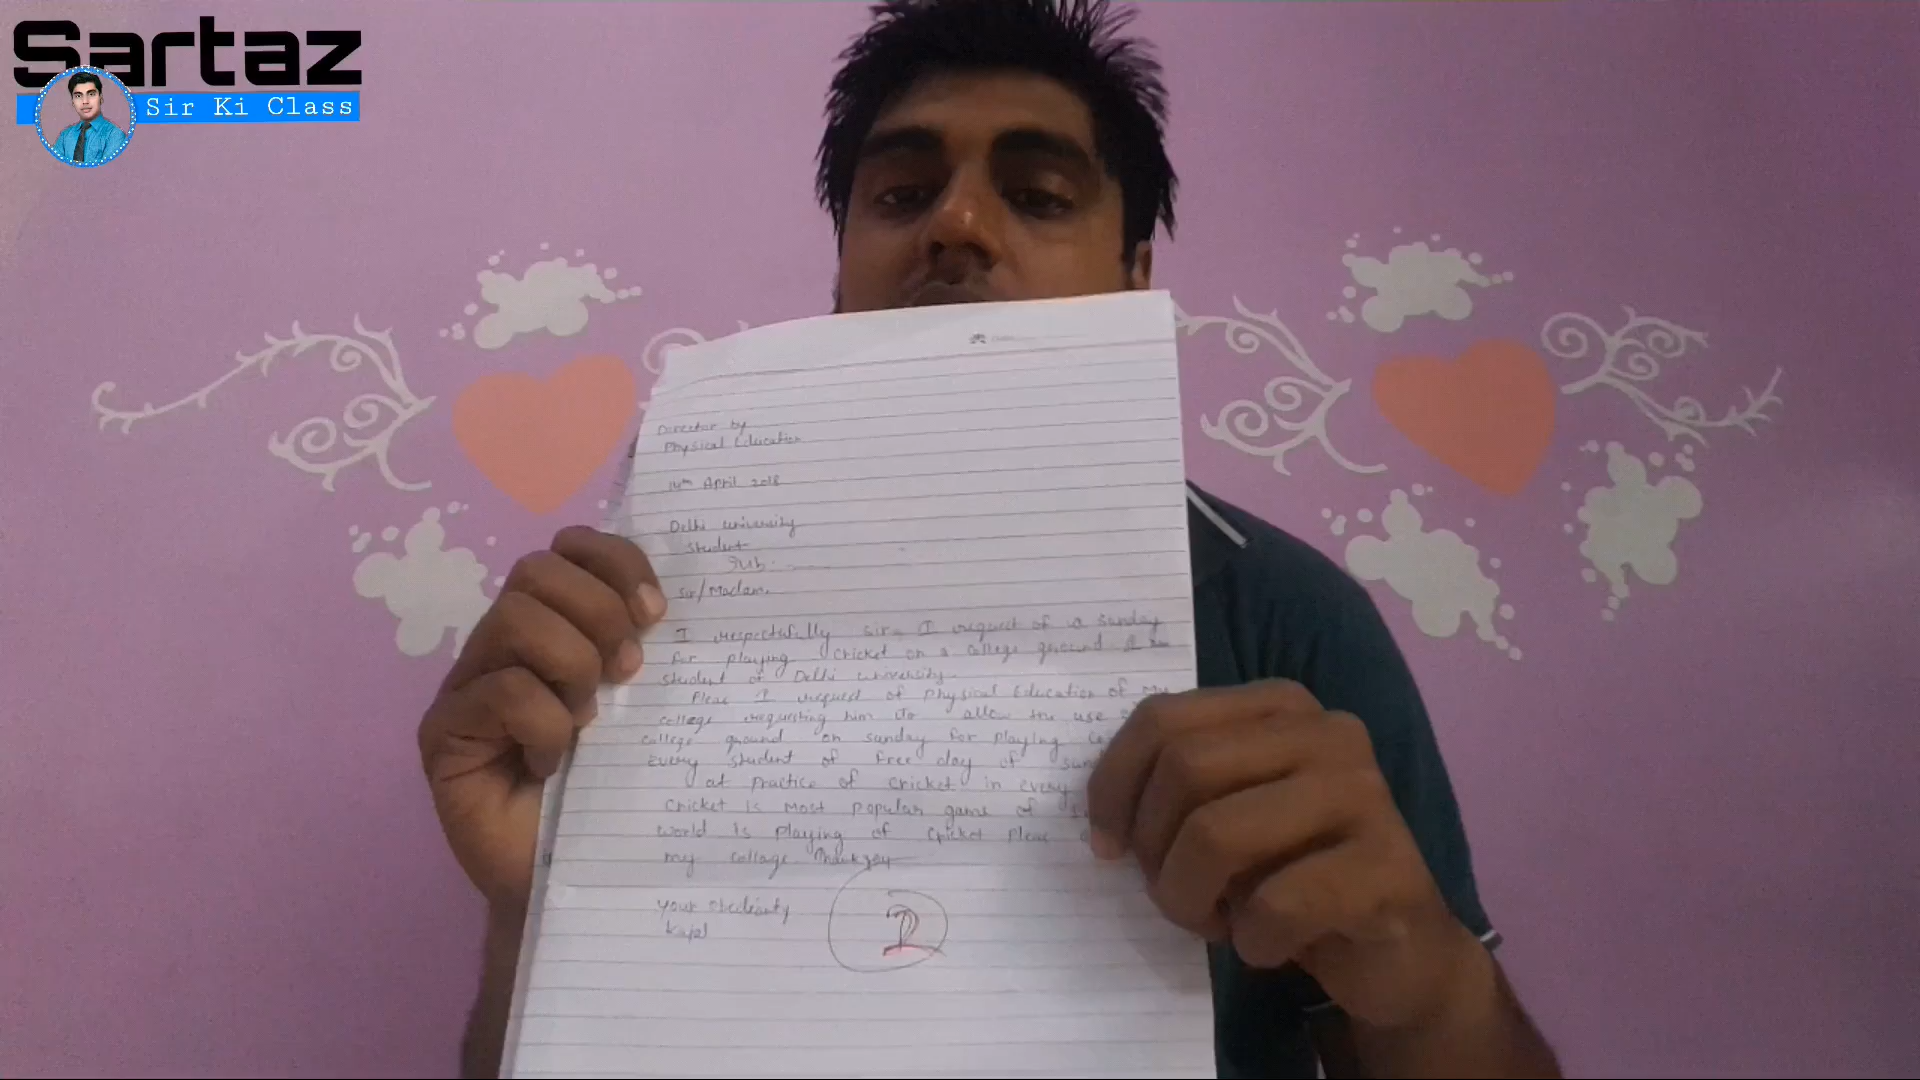 Sartaz
Sir Ki Class
Director by
Physical Education
14th April 2018
Delhi university
Student
Sub:
Sir/Madam,
I respectfully sir, I request of a sunday
for playing cricket on a college ground. I
student of Delhi university.
Pleas I request of Physical Education of my
college requesting him to allow the use
college ground on sunday for playing
Every student of free day of
at practice of cricket in every
Cricket is most popular game of
world is playing of cricket pleas
my collage Thank you
your obedianty
Kajal
2